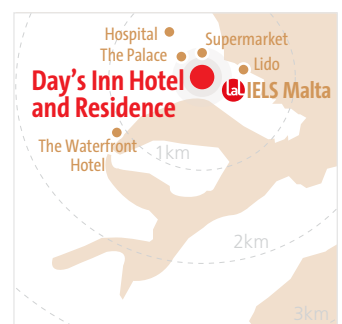 Hospital
Supermarket
The Palace
Lido
Day's Inn Hotel
and Residence
LaL IELS Malta
The Waterfront
Hotel
1km
2km
3km